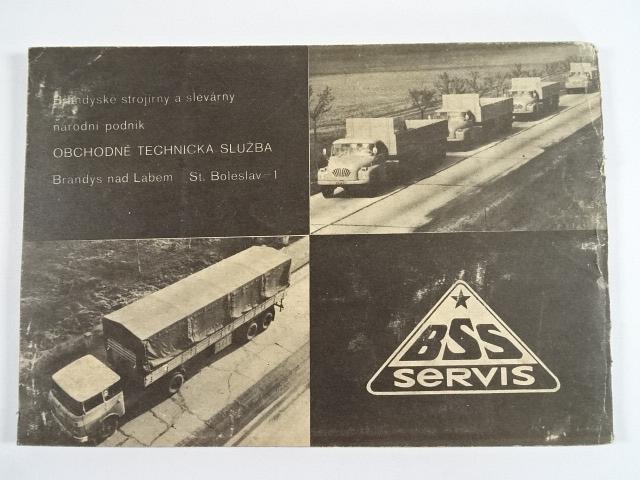 Brandýské strojírny a slévárny
národní podnik
OBCHODNĚ TECHNICKÁ SLUŽBA
Brandýs nad Labem St. Boleslav-1
BSS
SERVIS